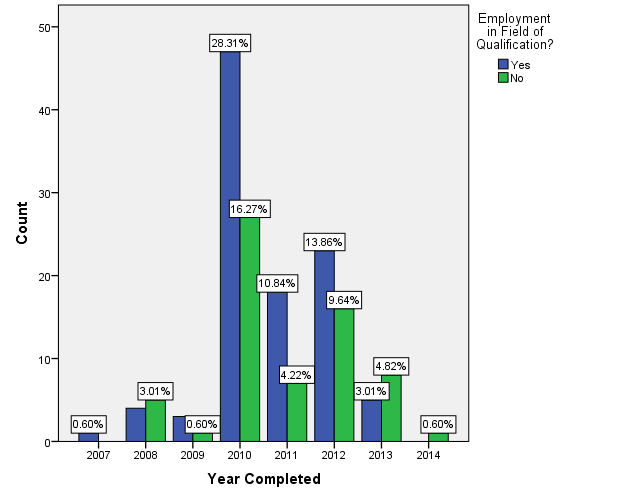 Employment
in Field of
Qualification?
Yes
No
50
40
30
20
10
0
Count
28.31%
16.27%
13.86%
10.84%
9.64%
4.82%
4.22%
3.01%
3.01%
0.60%
0.60%
0.60%
2007 2008 2009 2010 2011 2012 2013 2014
Year Completed